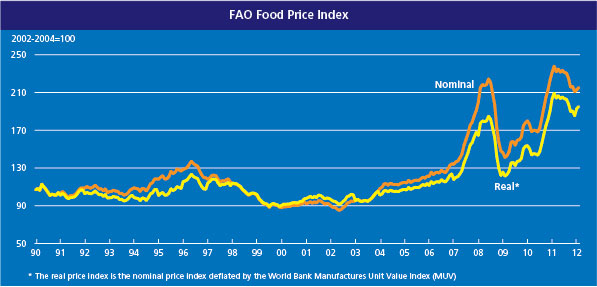 FAO Food Price Index
2002-2004=100
250
Nominal
210
170
130
Real*
90
50
90 91 92 93 94 95 96 97 98 99 00 01 02 03 04 05 06 07 08 09 10 11 12
* The real price index is the nominal price index deflated by the World Bank Manufactures Unit Value Index (MUV)